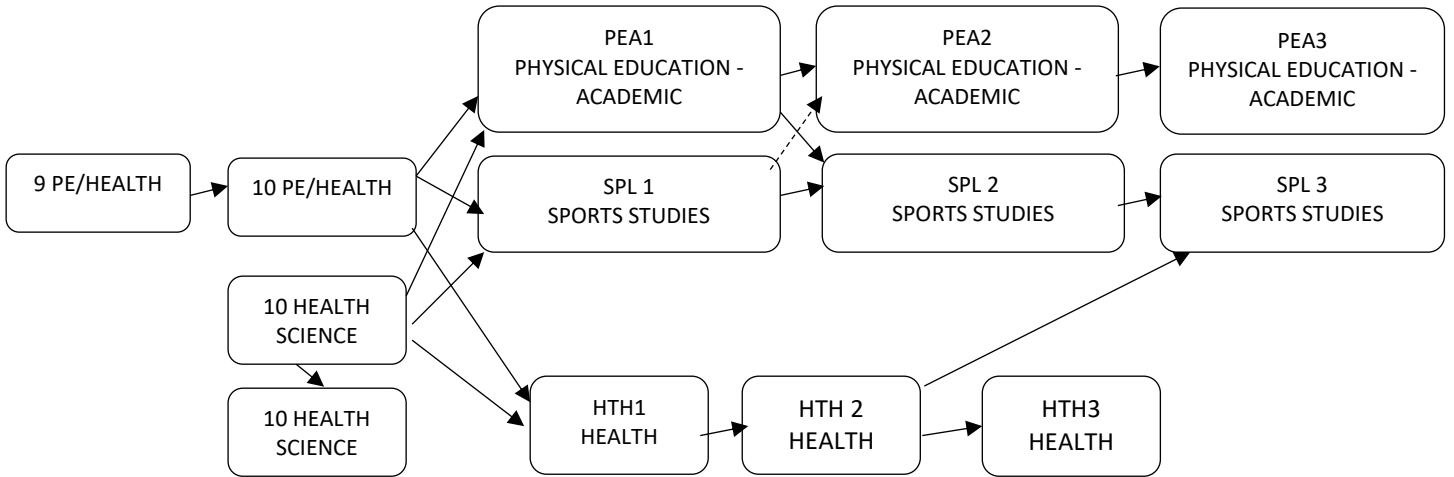 PEA1
PHYSICAL EDUCATION -
ACADEMIC
PEA2
PHYSICAL EDUCATION -
ACADEMIC
PEA3
PHYSICAL EDUCATION -
ACADEMIC
9 PE/HEALTH
10 PE/HEALTH
SPL 1
SPORTS STUDIES
SPL 2
SPORTS STUDIES
SPL 3
SPORTS STUDIES
10 HEALTH
SCIENCE
10 HEALTH
SCIENCE
HTH1
HEALTH
HTH 2
HEALTH
HTH3
HEALTH